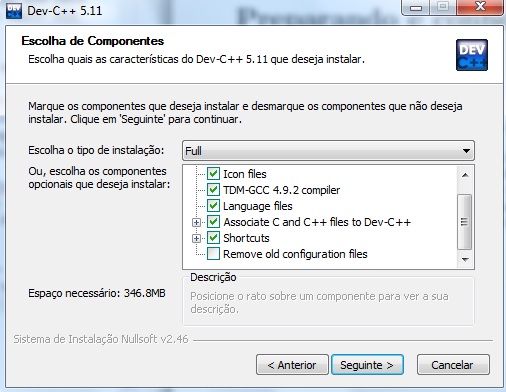 Dev-C++ 5.11
Escolha de Componentes
Escolha quais as características do Dev-C++ 5.11 que deseja instalar.
DEV
C++
Marque os componentes que deseja instalar e desmarque os componentes que não deseja
instalar. Clique em 'Seguinte' para continuar.
Escolha o tipo de instalação:
Full
Ou, escolha os componentes
opcionais que deseja instalar:
Icon files
TDM-GCC 4.9.2 compiler
Language files
Associate C and C++ files to Dev-C++
Shortcuts
Remove old configuration files
Espaço necessário: 346.8MB
Descrição
Posicione o rato sobre um componente para ver a sua
descrição.
Sistema de Instalação Nullsoft v2.46
< Anterior
Seguinte >
Cancelar